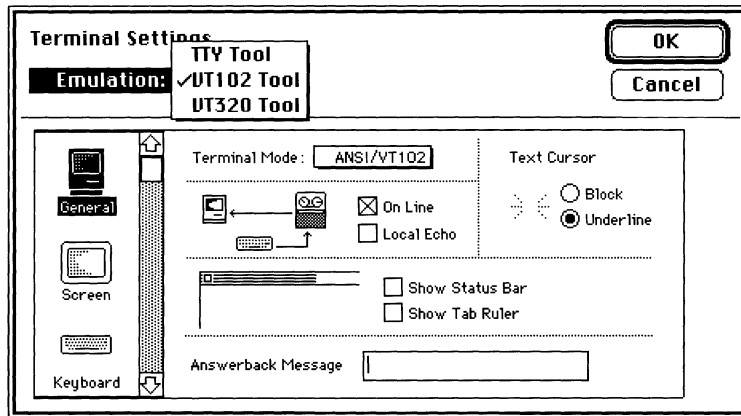 Terminal Settings
Emulation:
TTY Tool
✓VT102 Tool
VT320 Tool
OK
Cancel
General
Screen
Keyboard
Terminal Mode: ANSI/VT102
On Line
Local Echo
Text Cursor
Block
Underline
Show Status Bar
Show Tab Ruler
Answerback Message